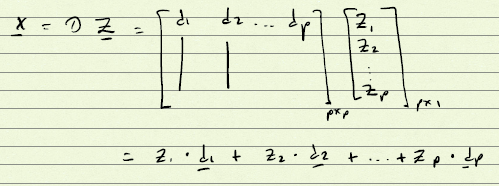 x = D z = [ d1 d2 ... dp ]p×p [ z1 z2 ⋮ zp ]p×1
= z1 · d1 + z2 · d2 + ... + zp · dp